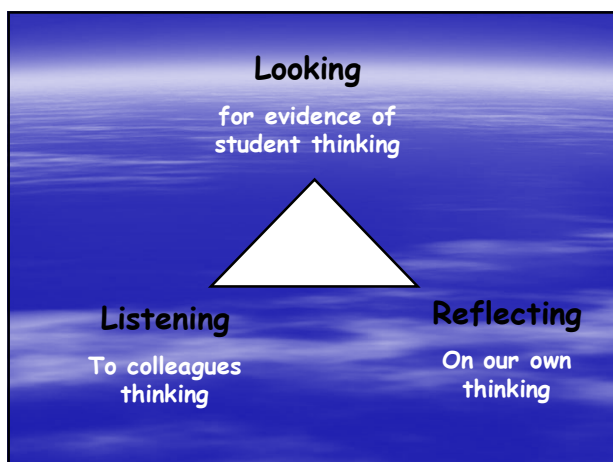 Looking
for evidence of
student thinking
Listening
To colleagues
thinking
Reflecting
On our own
thinking